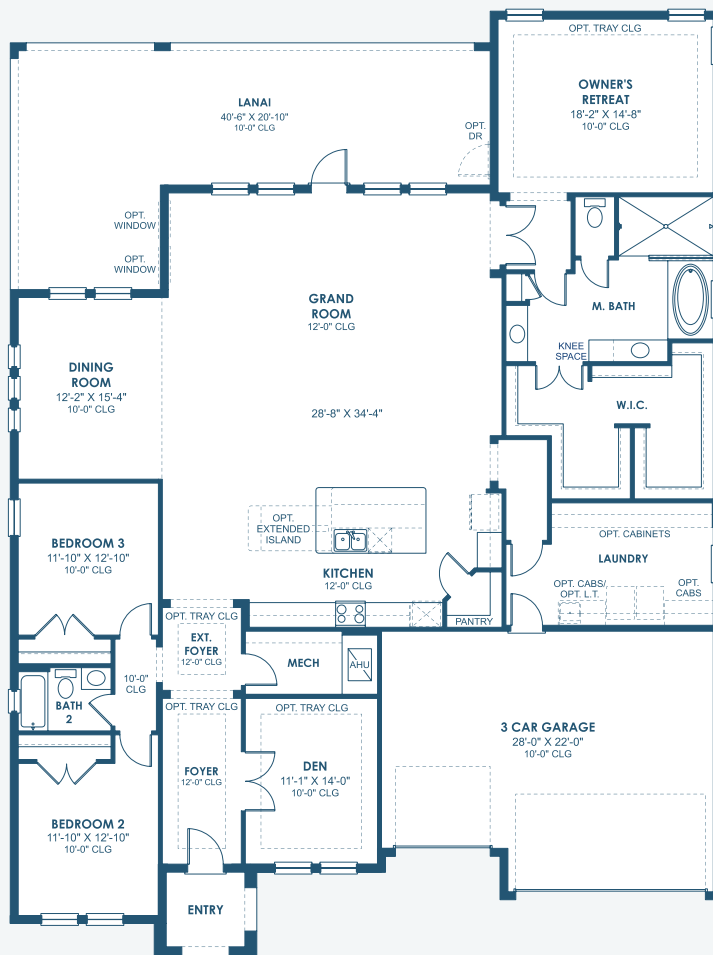 OPT. TRAY CLG
OWNER'S
RETREAT
18'-2" X 14'-8"
10'-0" CLG
LANAI
40'-6" X 20'-10"
10'-0" CLG
OPT.
DR
OPT.
WINDOW
OPT.
WINDOW
GRAND
ROOM
12'-0" CLG
28'-8" X 34'-4"
M. BATH
KNEE
SPACE
W.I.C.
DINING
ROOM
12'-2" X 15'-4"
10'-0" CLG
BEDROOM 3
11'-10" X 12'-10"
10'-0" CLG
OPT.
EXTENDED
ISLAND
KITCHEN
12'-0" CLG
PANTRY
OPT. CABINETS
LAUNDRY
OPT. CABS/
OPT. L.T.
OPT.
CABS
OPT. TRAY CLG
EXT.
FOYER
12'-0" CLG
MECH
AHU
10'-0"
CLG
BATH
2
OPT. TRAY CLG
FOYER
12'-0" CLG
OPT. TRAY CLG
DEN
11'-1" X 14'-0"
10'-0" CLG
3 CAR GARAGE
28'-0" X 22'-0"
10'-0" CLG
BEDROOM 2
11'-10" X 12'-10"
10'-0" CLG
ENTRY